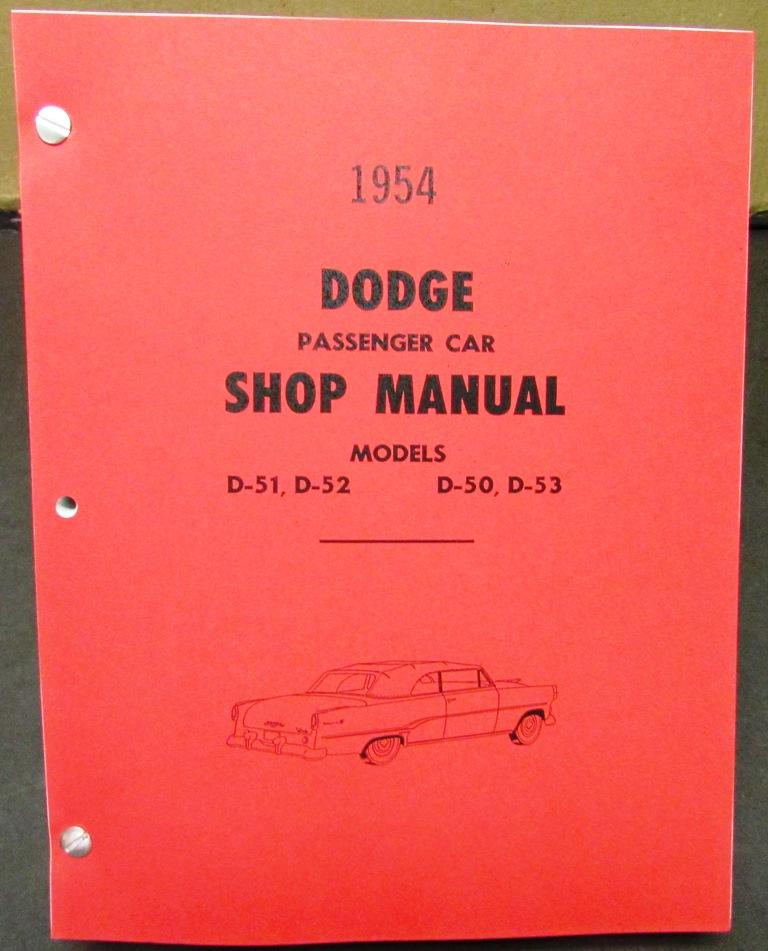 1954
DODGE
PASSENGER CAR
SHOP MANUAL
MODELS
D-51, D-52 D-50, D-53